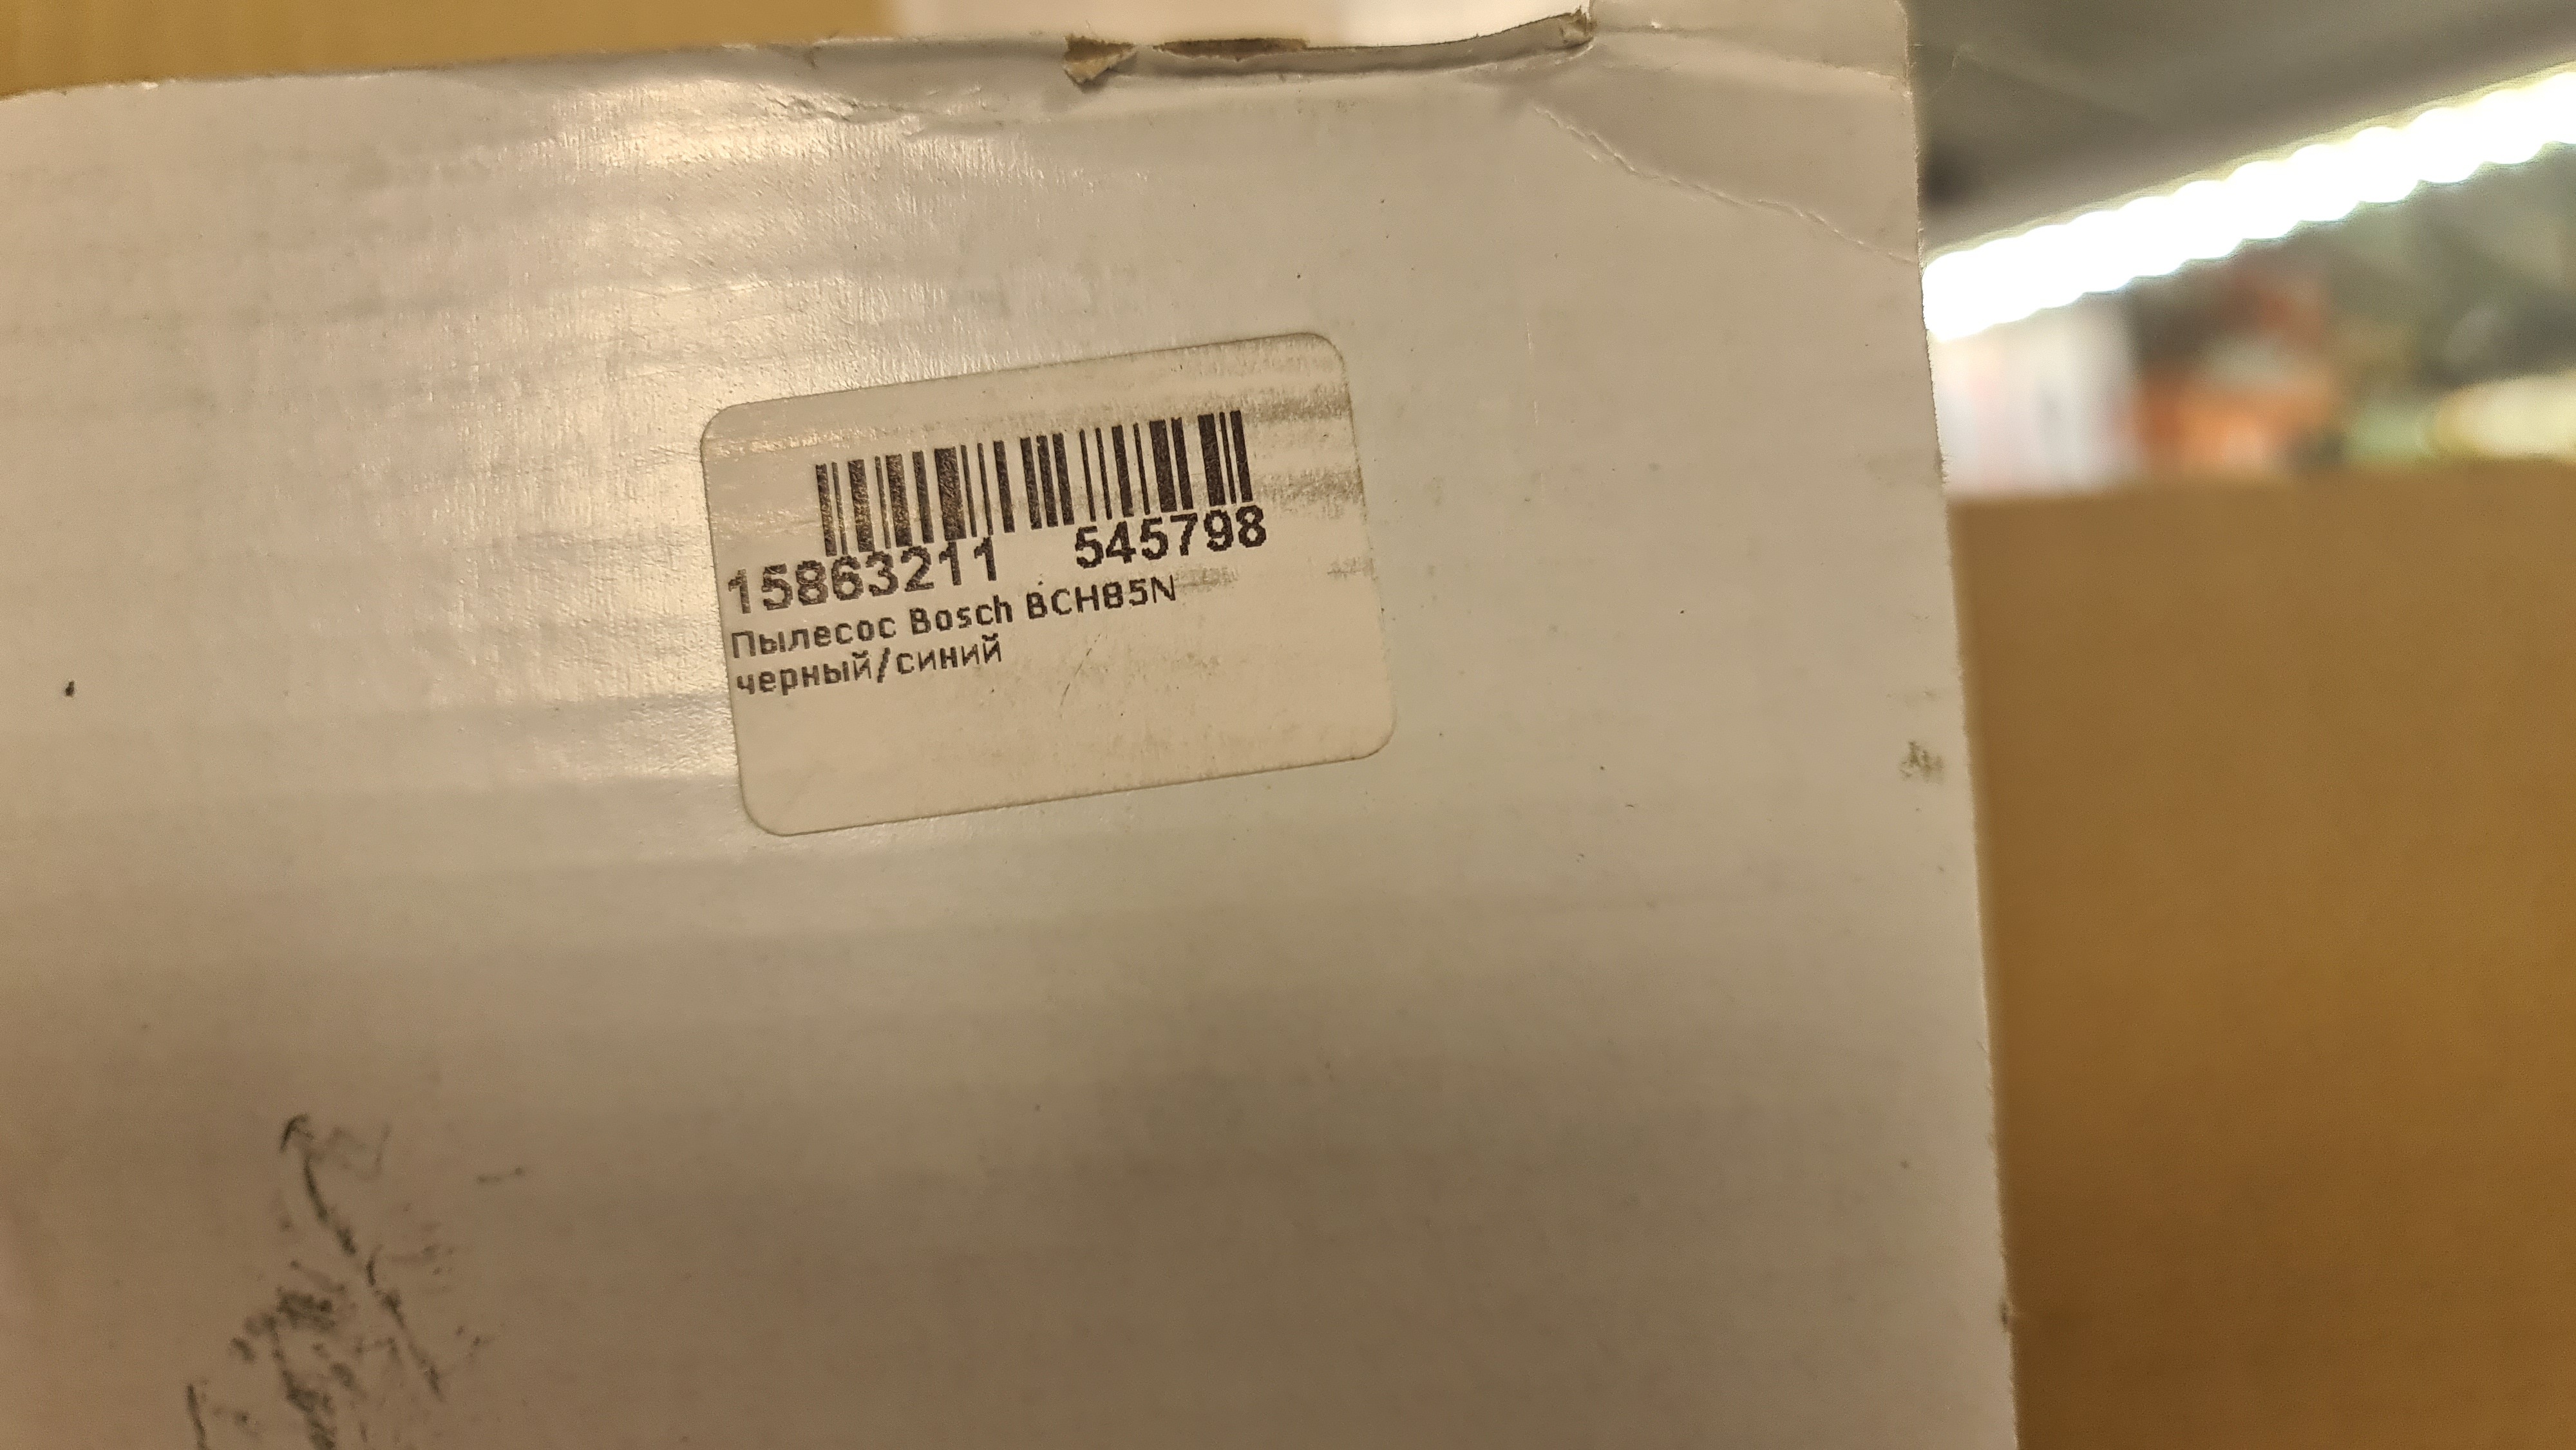 15863211 545798
Пылесос Bosch BCH85N
черный/синий